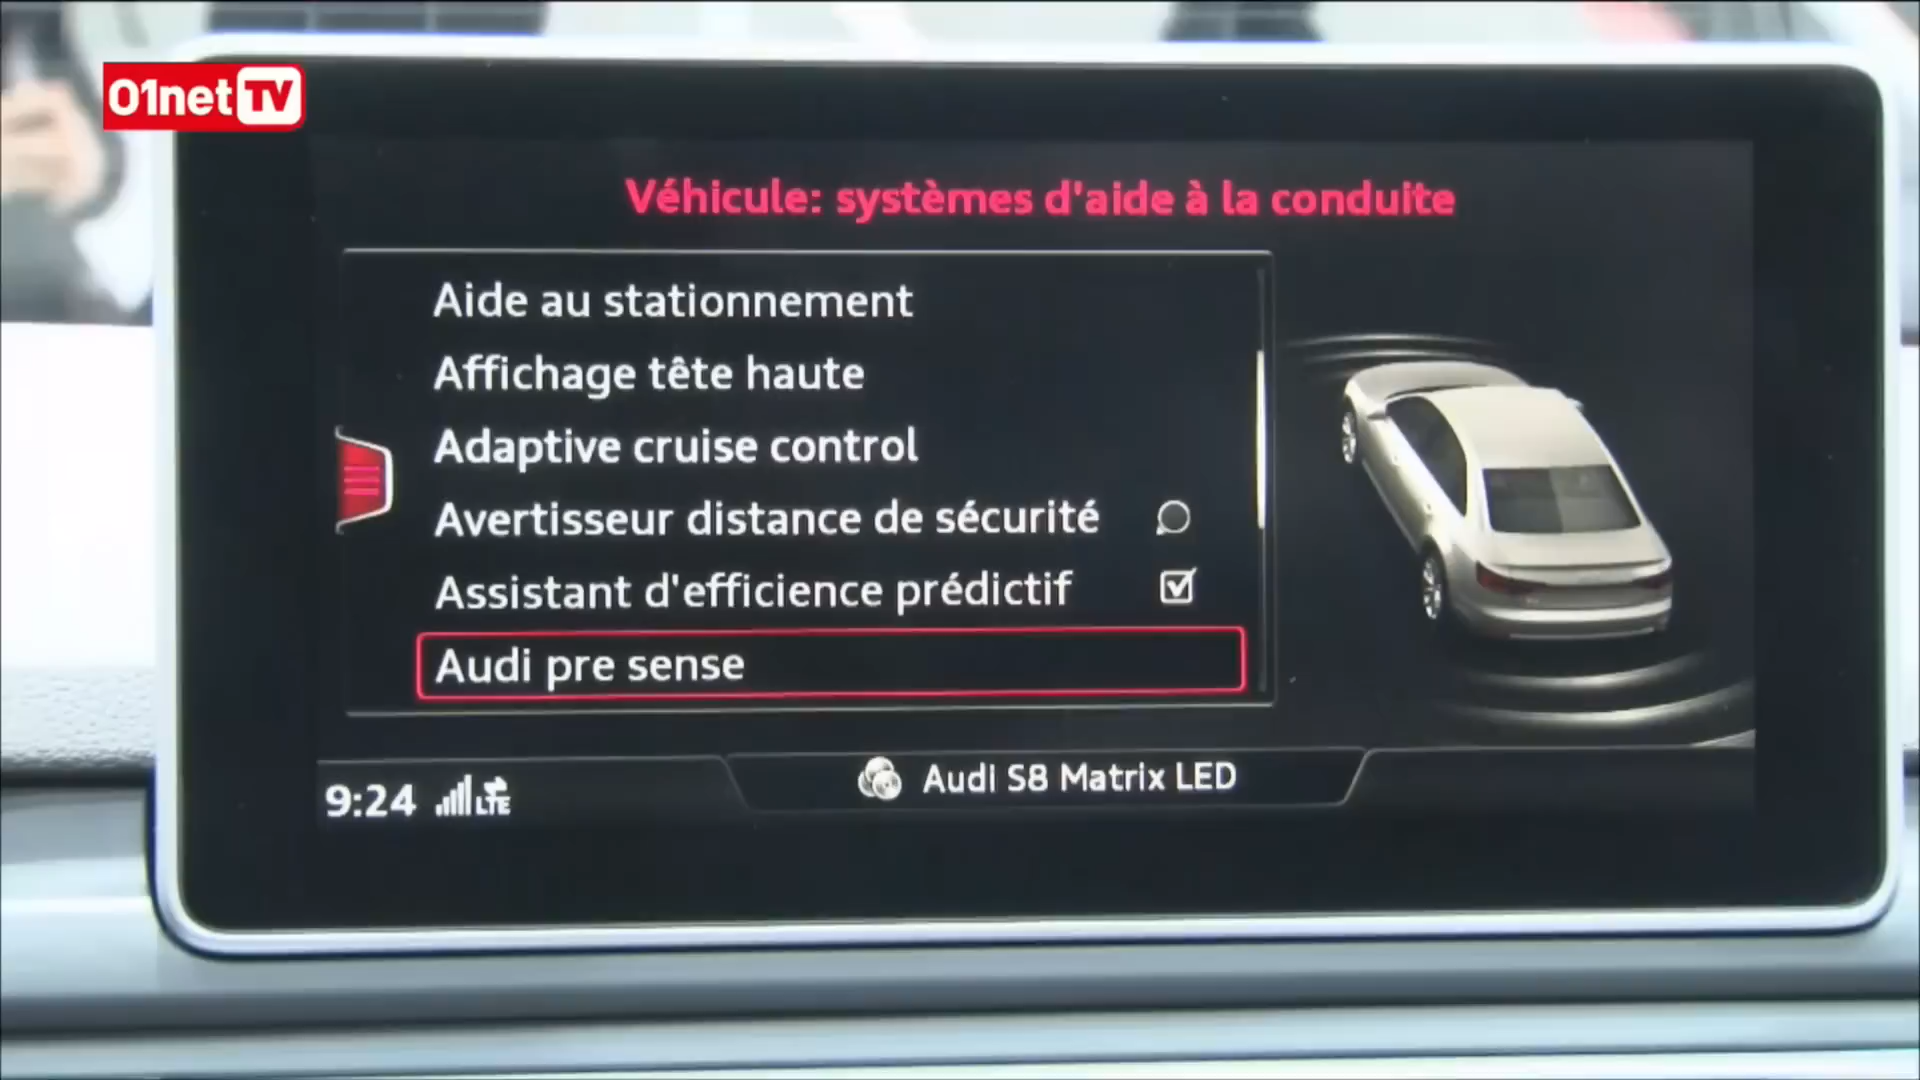 01net TV
Véhicule: systèmes d'aide à la conduite
Aide au stationnement
Affichage tête haute
Adaptive cruise control
Avertisseur distance de sécurité
Assistant d'efficience prédictif
Audi pre sense
9:24 LTE
Audi S8 Matrix LED